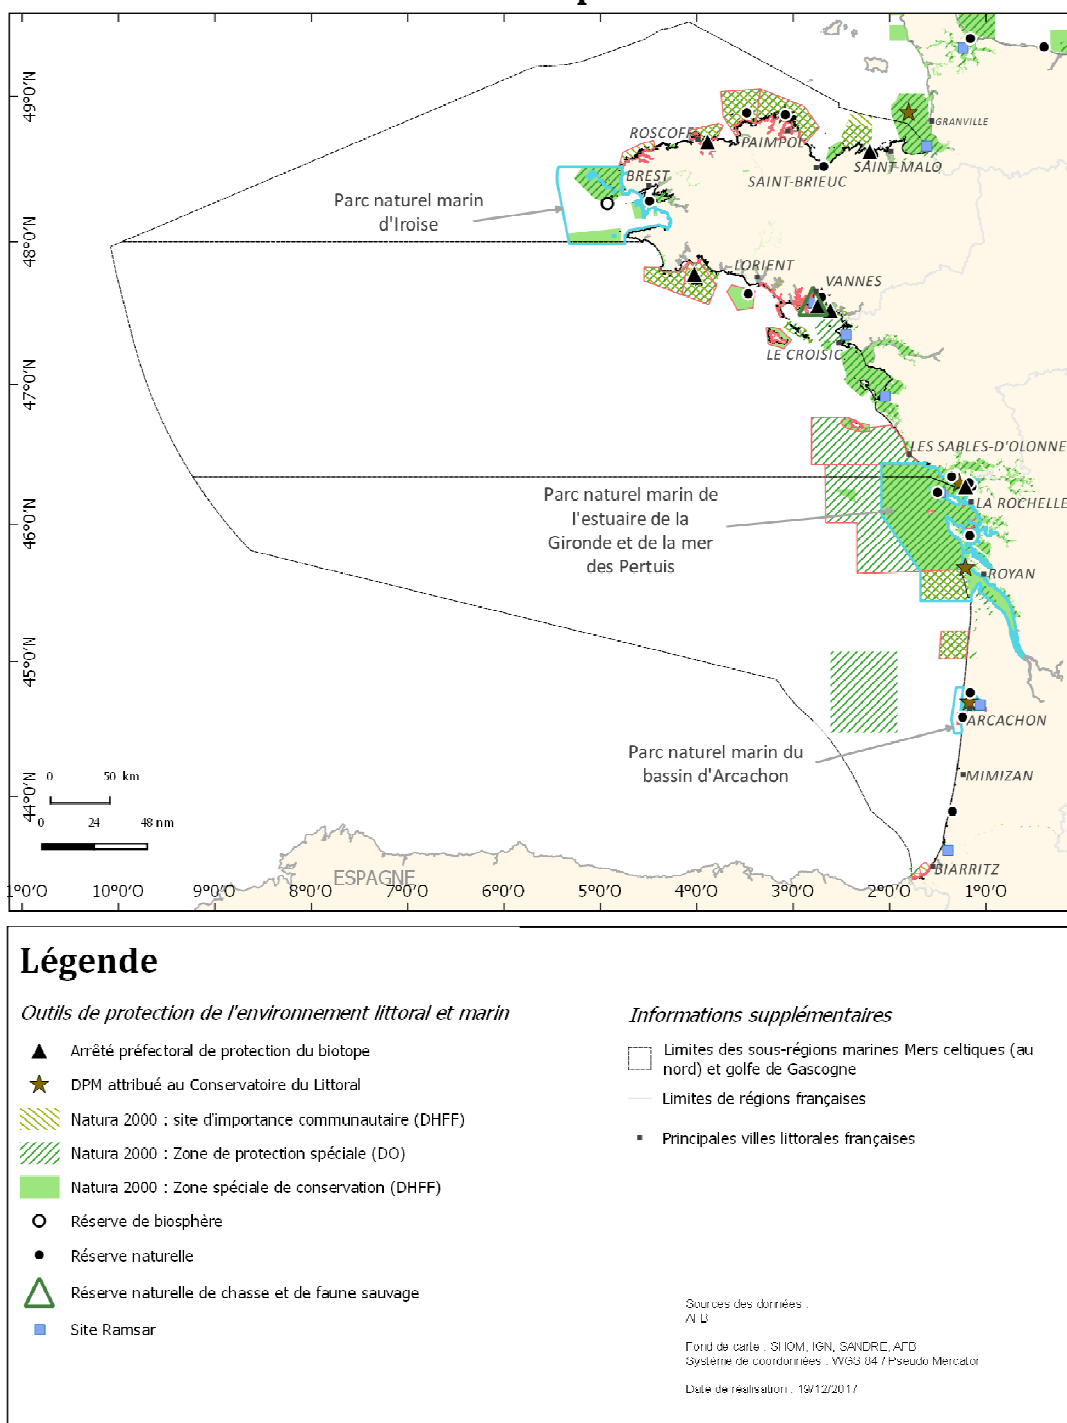 49°0'N
48°0'N
47°0'N
46°0'N
45°0'N
44°0'N
GRANVILLE
ROSCOFF
PAIMPOL
SAINT MALO
SAINT-BRIEUC
BREST
Parc naturel marin
d'Iroise
LORIENT
VANNES
LE CROISIC
LES SABLES-D'OLONNE
Parc naturel marin de
l'estuaire de la
Gironde et de la mer
des Pertuis
LA ROCHELLE
ROYAN
ARCACHON
Parc naturel marin du
bassin d'Arcachon
MIMIZAN
0 50 km
0 24 48 nm
ESPAGNE
BIARRITZ
1°0'O 10°0'O 9°0'O 8°0'O 7°0'O 6°0'O 5°0'O 4°0'O 3°0'O 2°0'O 1°0'O
Légende
Outils de protection de l'environnement littoral et marin
Arrêté préfectoral de protection du biotope
DPM attribué au Conservatoire du Littoral
Natura 2000 : site d'importance communautaire (DHFF)
Natura 2000 : Zone de protection spéciale (DO)
Natura 2000 : Zone spéciale de conservation (DHFF)
Réserve de biosphère
Réserve naturelle
Réserve naturelle de chasse et de faune sauvage
Site Ramsar
Informations supplémentaires
Limites des sous-régions marines Mers celtiques (au
nord) et golfe de Gascogne
Limites de régions françaises
Principales villes littorales françaises
Sources des données :
AFB
Fond de carte : SHOM, IGN, SANDRE, AFB
Système de coordonnées : WGS 84 / Pseudo Mercator
Date de réalisation : 19/12/2017